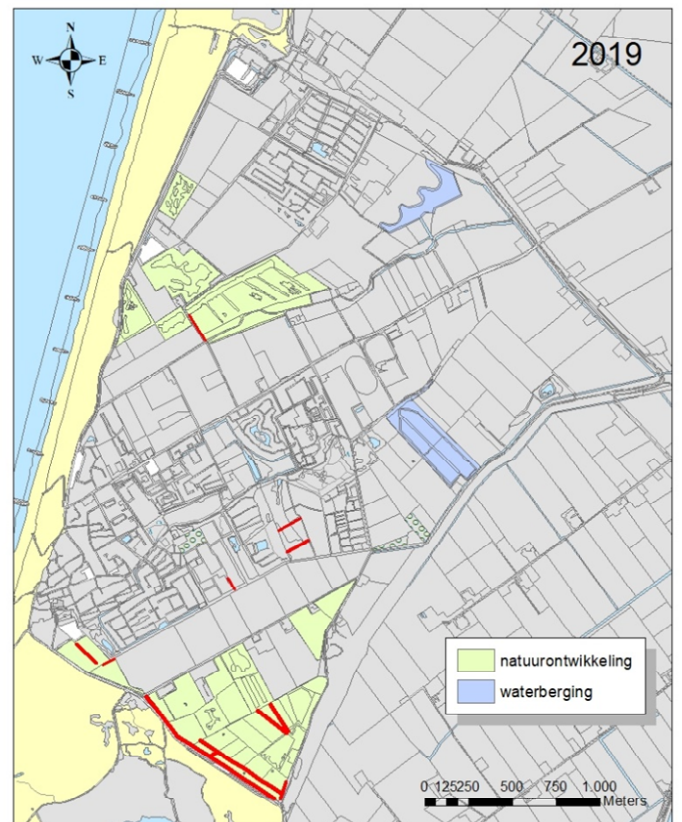 2019
N
W E
S
natuurontwikkeling
waterberging
0 125250 500 750 1.000
Meters